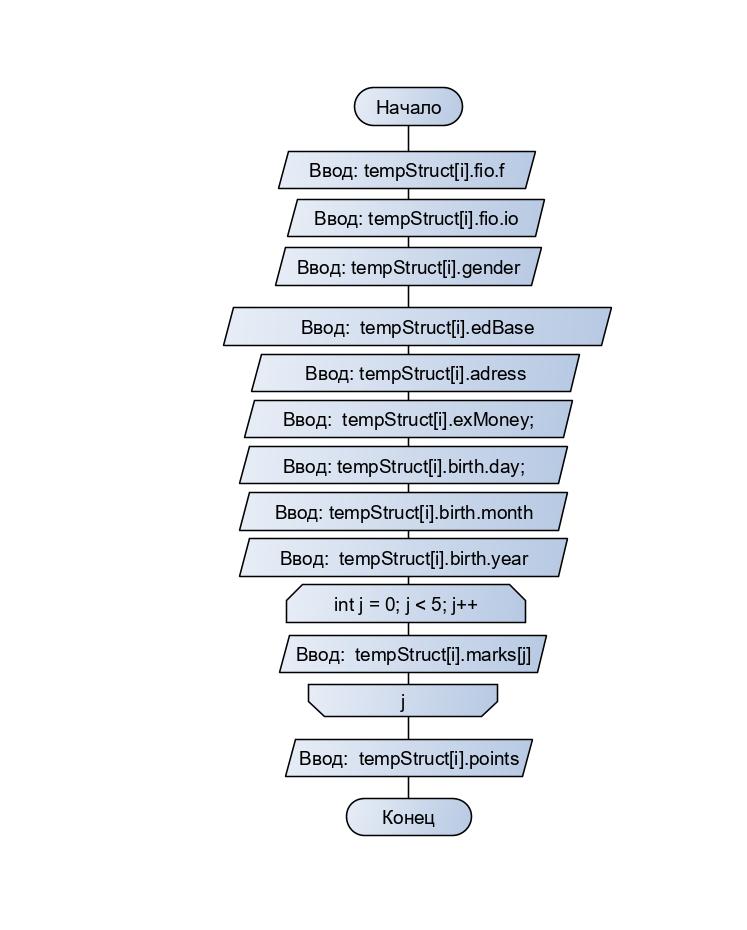 Начало
Ввод: tempStruct[i].fio.f
Ввод: tempStruct[i].fio.io
Ввод: tempStruct[i].gender
Ввод:  tempStruct[i].edBase
Ввод: tempStruct[i].adress
Ввод:  tempStruct[i].exMoney;
Ввод: tempStruct[i].birth.day;
Ввод: tempStruct[i].birth.month
Ввод:  tempStruct[i].birth.year
int j = 0; j < 5; j++
Ввод:  tempStruct[i].marks[j]
j
Ввод:  tempStruct[i].points
Конец